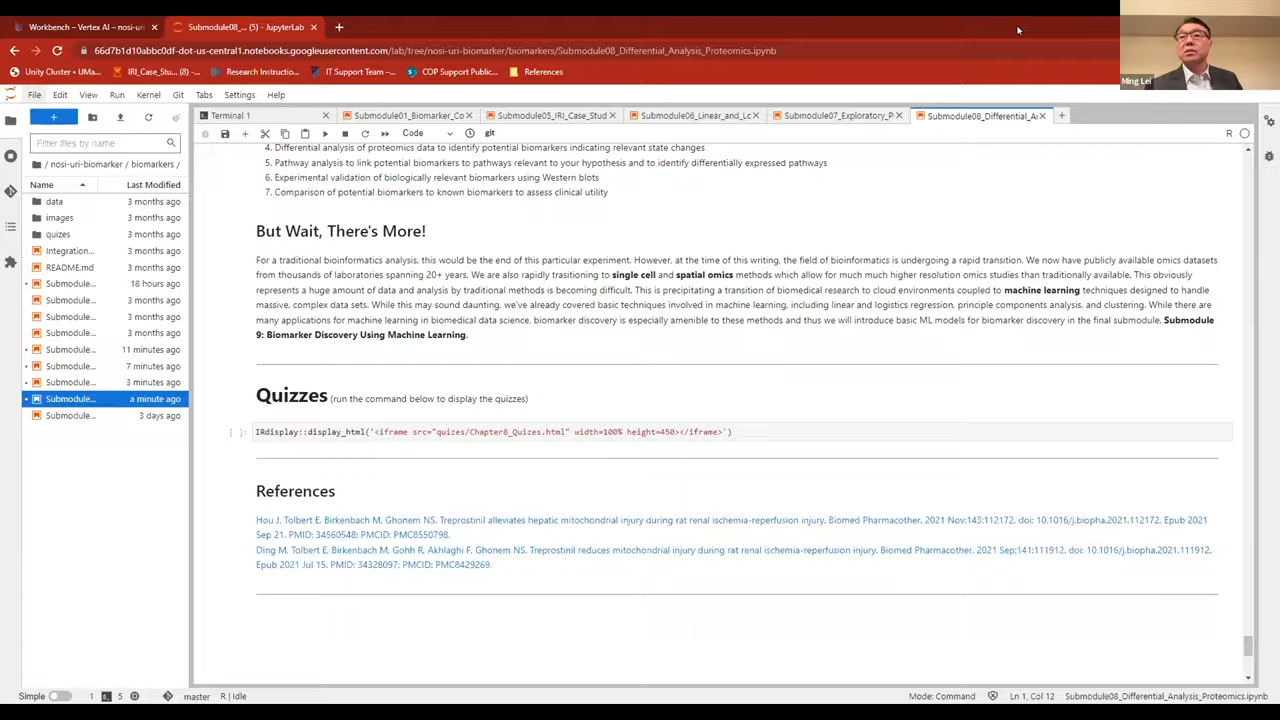 Workbench – Vertex AI – nosi-uri
Submodule08_... (5) - JupyterLab
66d7b1d10abbc0df-dot-us-central1.notebooks.googleusercontent.com/lab/tree/nosi-uri-biomarker/biomarkers/Submodule08_Differential_Analysis_Proteomics.ipynb
Unity Cluster - UMa...
IRI_Case_Stu... (8) -...
Research Instructio...
IT Support Team –...
COP Support Public...
References
Ming Lei
File Edit View Run Kernel Git Tabs Settings Help
Terminal 1
Submodule01_Biomarker_Co
Submodule05_IRI_Case_Stud
Submodule06_Linear_and_Lo
Submodule07_Exploratory_P
Submodule08_Differential_A
Code
git
R
Filter files by name
/ nosi-uri-biomarker / biomarkers /
Name Last Modified
data 3 months ago
images 3 months ago
quizes 3 months ago
Integration... 3 months ago
README.md 3 months ago
Submodule... 18 hours ago
Submodule... 3 months ago
Submodule... 3 months ago
Submodule... 3 months ago
Submodule... 11 minutes ago
Submodule... 7 minutes ago
Submodule... 3 minutes ago
Submodule... a minute ago
Submodule... 3 days ago
4. Differential analysis of proteomics data to identify potential biomarkers indicating relevant state changes
5. Pathway analysis to link potential biomarkers to pathways relevant to your hypothesis and to identify differentially expressed pathways
6. Experimental validation of biologically relevant biomarkers using Western blots
7. Comparison of potential biomarkers to known biomarkers to assess clinical utility
But Wait, There's More!
For a traditional bioinformatics analysis, this would be the end of this particular experiment. However, at the time of this writing, the field of bioinformatics is undergoing a rapid transition. We now have publicly available omics datasets
from thousands of laboratories spanning 20+ years. We are also rapidly trasitioning to single cell and spatial omics methods which allow for much much higher resolution omics studies than traditionally available. This obviously
represents a huge amount of data and analysis by traditional methods is becoming difficult. This is precipitating a transition of biomedical research to cloud environments coupled to machine learning techniques designed to handle
massive, complex data sets. While this may sound daunting, we've already covered basic techniques involved in machine learning, including linear and logistics regression, principle components analysis, and clustering. While there are
many applications for machine learning in biomedical data science, biomarker discovery is especially amenible to these methods and thus we will introduce basic ML models for biomarker discovery in the final submodule, Submodule
9: Biomarker Discovery Using Machine Learning.
Quizzes (run the command below to display the quizzes)
[ ]: IRdisplay::display_html('<iframe src="quizes/Chapter8_Quizes.html" width=100% height=450></iframe>')
References
Hou J, Tolbert E, Birkenbach M, Ghonem NS. Treprostinil alleviates hepatic mitochondrial injury during rat renal ischemia-reperfusion injury. Biomed Pharmacother. 2021 Nov;143:112172. doi: 10.1016/j.biopha.2021.112172. Epub 2021
Sep 21. PMID: 34560548; PMCID: PMC8550798.
Ding M, Tolbert E, Birkenbach M, Gohh R, Akhlaghi F, Ghonem NS. Treprostinil reduces mitochondrial injury during rat renal ischemia-reperfusion injury. Biomed Pharmacother. 2021 Sep;141:111912. doi: 10.1016/j.biopha.2021.111912.
Epub 2021 Jul 15. PMID: 34328097; PMCID: PMC8429269.
Simple 1 5 master R | Idle
Mode: Command Ln 1, Col 12 Submodule08_Differential_Analysis_Proteomics.ipynb